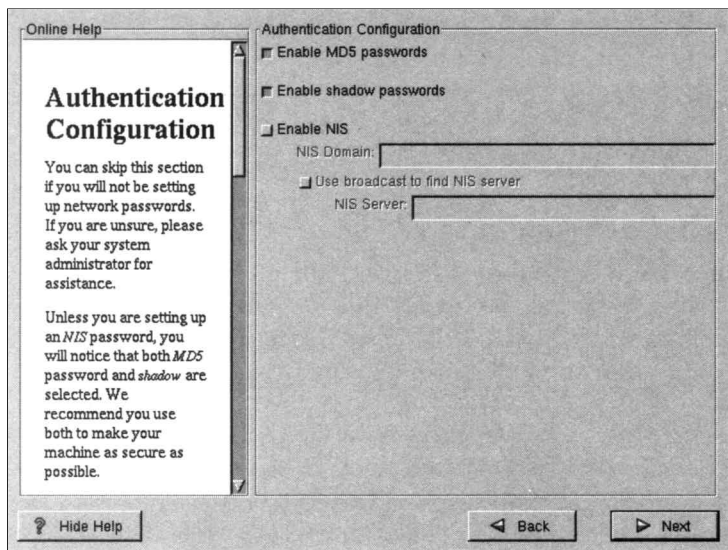 Online Help
Authentication
Configuration
You can skip this section
if you will not be setting
up network passwords.
If you are unsure, please
ask your system
administrator for
assistance.
Unless you are setting up
an NIS password, you
will notice that both MD5
password and shadow are
selected. We
recommend you use
both to make your
machine as secure as
possible.
Authentication Configuration
Enable MD5 passwords
Enable shadow passwords
Enable NIS
NIS Domain:
Use broadcast to find NIS server
NIS Server:
Hide Help
Back
Next